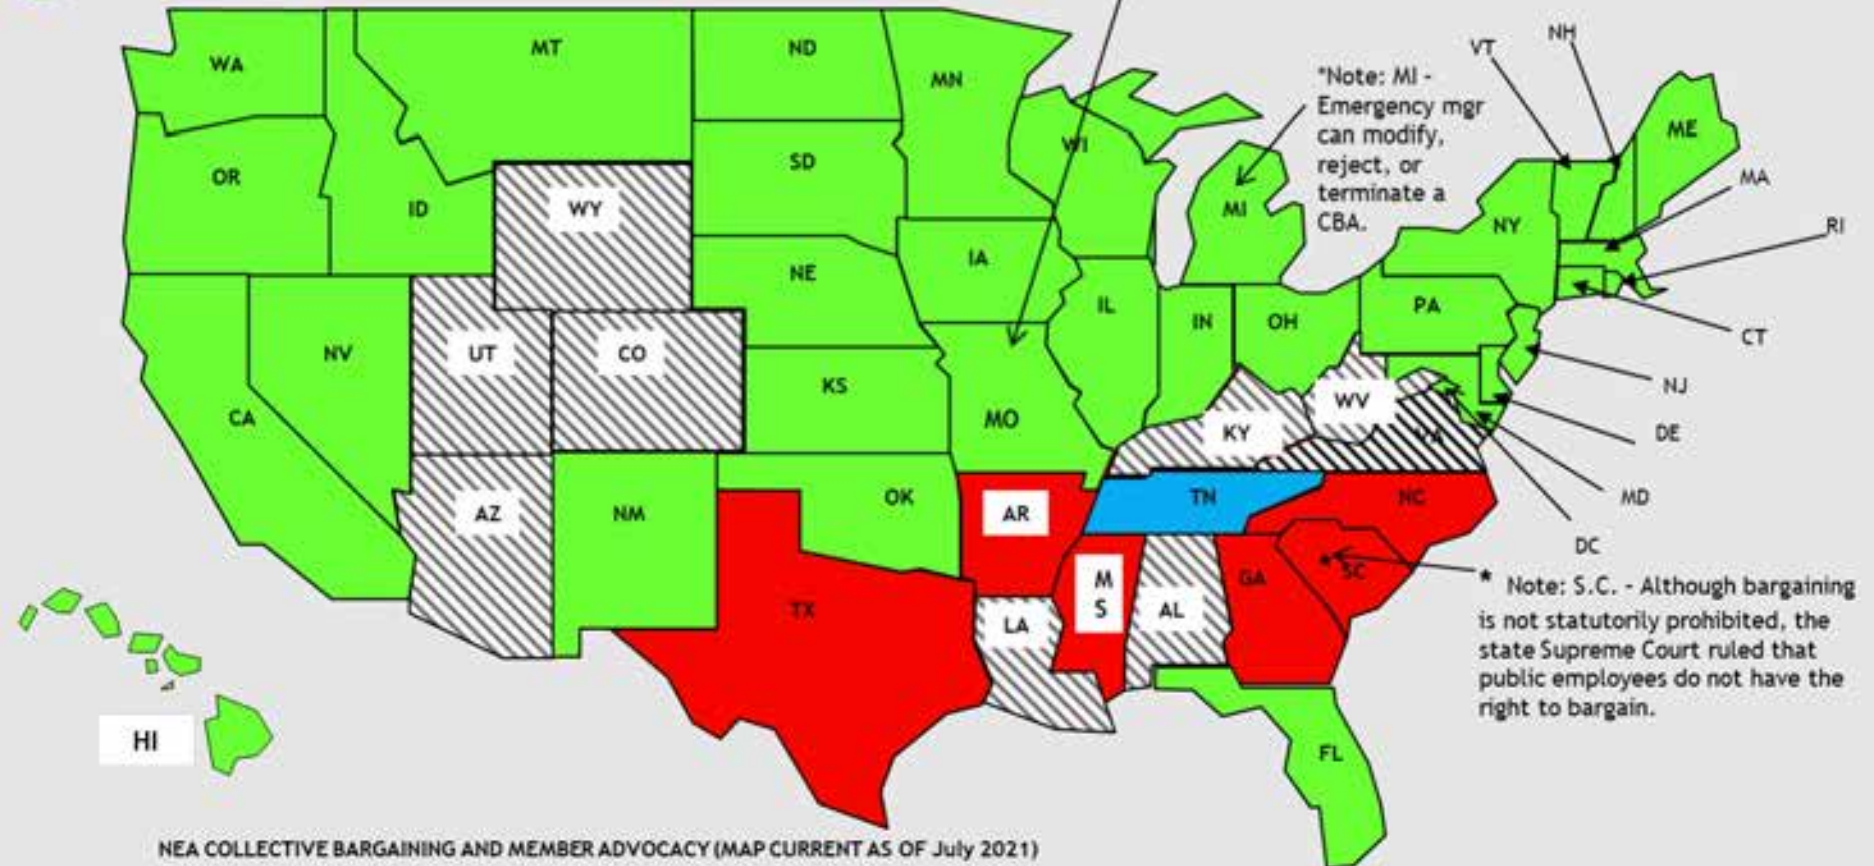 WA
MT
ND
MN
VT
NH
*Note: MI -
Emergency mgr
can modify,
reject, or
terminate a
CBA.
ME
OR
ID
WY
SD
WI
MI
NY
MA
RI
NE
IA
IL
IN
OH
PA
CT
NV
UT
CO
KS
MO
KY
WV
VA
NJ
DE
MD
DC
CA
AZ
NM
OK
AR
TN
NC
TX
LA
M
S
AL
GA
* SC
* Note: S.C. - Although bargaining
is not statutorily prohibited, the
state Supreme Court ruled that
public employees do not have the
right to bargain.
HI
FL
NEA COLLECTIVE BARGAINING AND MEMBER ADVOCACY (MAP CURRENT AS OF July 2021)